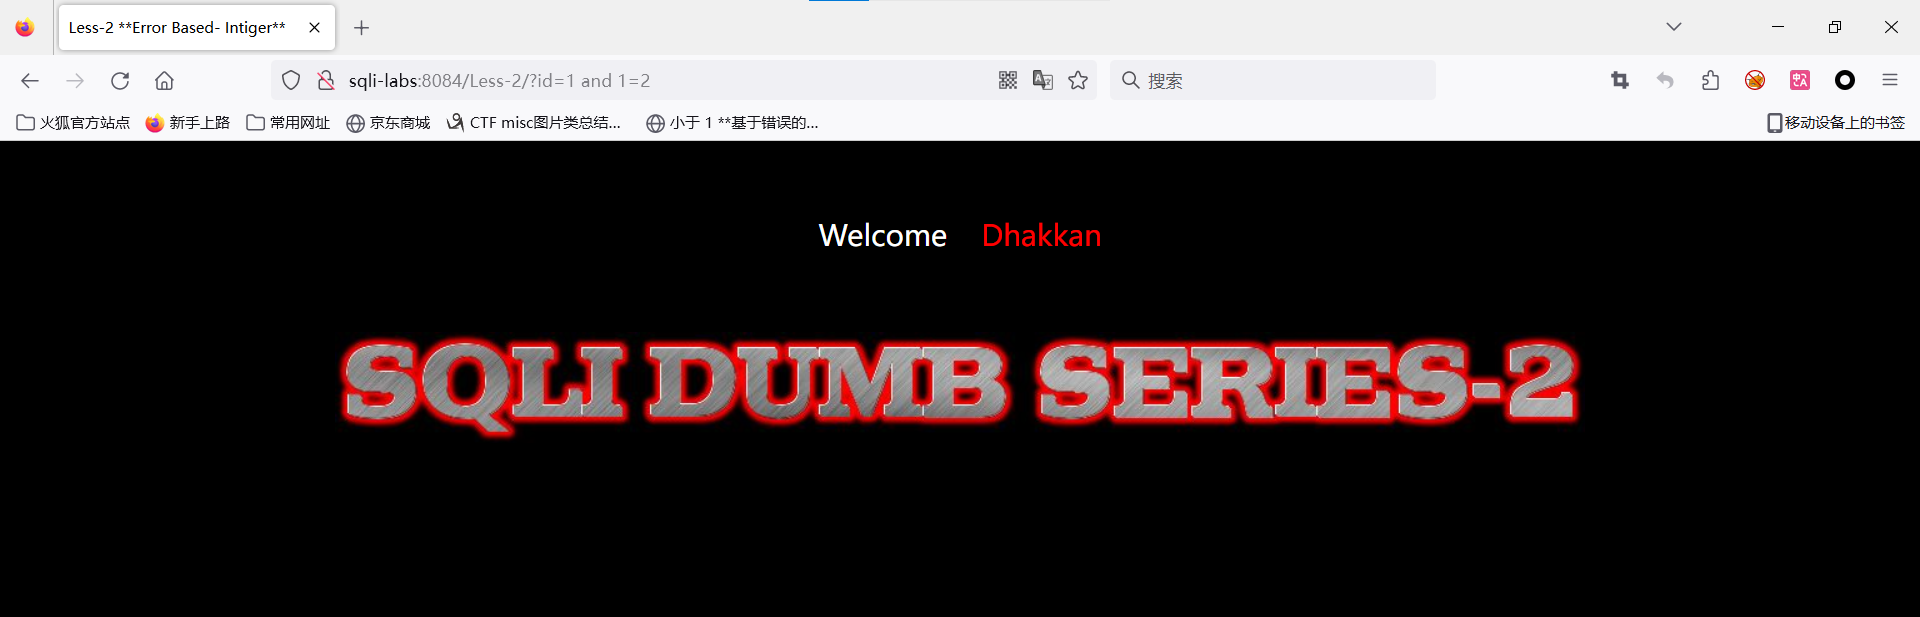 Less-2 **Error Based- Intiger**
sqli-labs:8084/Less-2/?id=1 and 1=2
搜索
火狐官方站点 新手上路 常用网址 京东商城 CTF misc图片类总结... 小于 1 **基于错误的... 移动设备上的书签
Welcome Dhakkan
SQLI DUMB SERIES-2